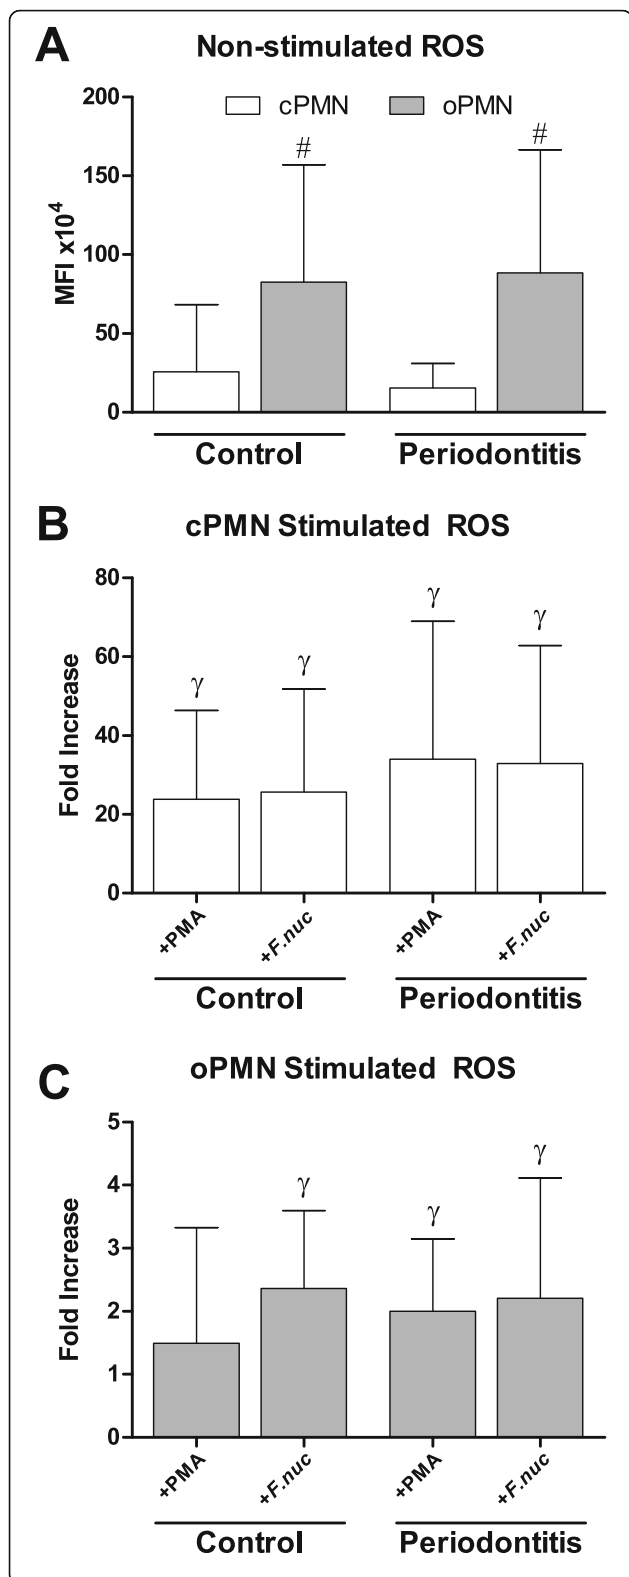 A
Non-stimulated ROS
cPMN oPMN
MFI x10⁴
200
150
100
50
0
# #
Control Periodontitis
B
cPMN Stimulated ROS
Fold Increase
80
60
40
20
0
γ γ γ γ
+PMA +F.nuc +PMA +F.nuc
Control Periodontitis
C
oPMN Stimulated ROS
Fold Increase
5
4
3
2
1
0
γ γ γ
+PMA +F.nuc +PMA +F.nuc
Control Periodontitis